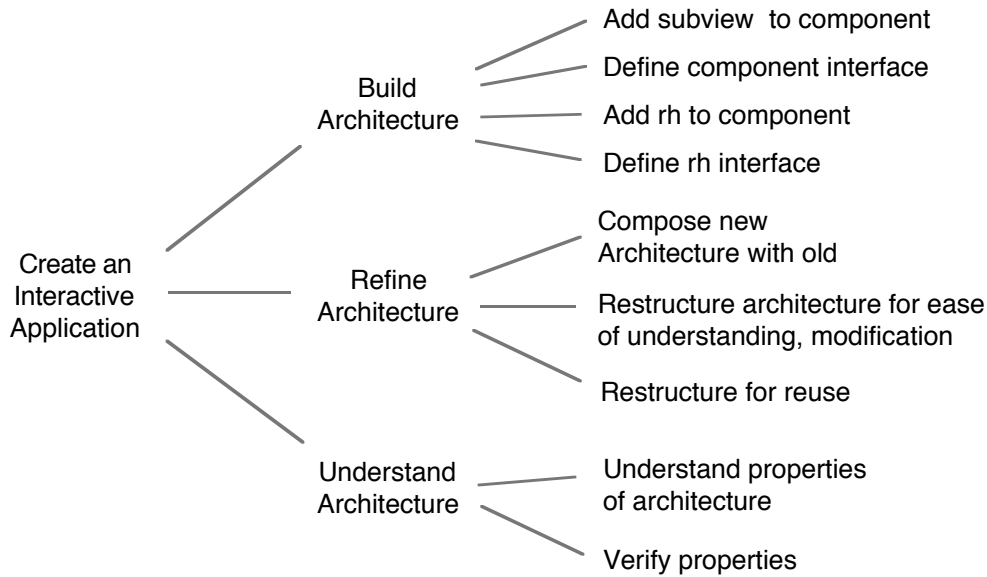 Add subview to component
Build
Architecture
Define component interface
Add rh to component
Define rh interface
Create an
Interactive
Application
Refine
Architecture
Compose new
Architecture with old
Restructure architecture for ease
of understanding, modification
Restructure for reuse
Understand
Architecture
Understand properties
of architecture
Verify properties